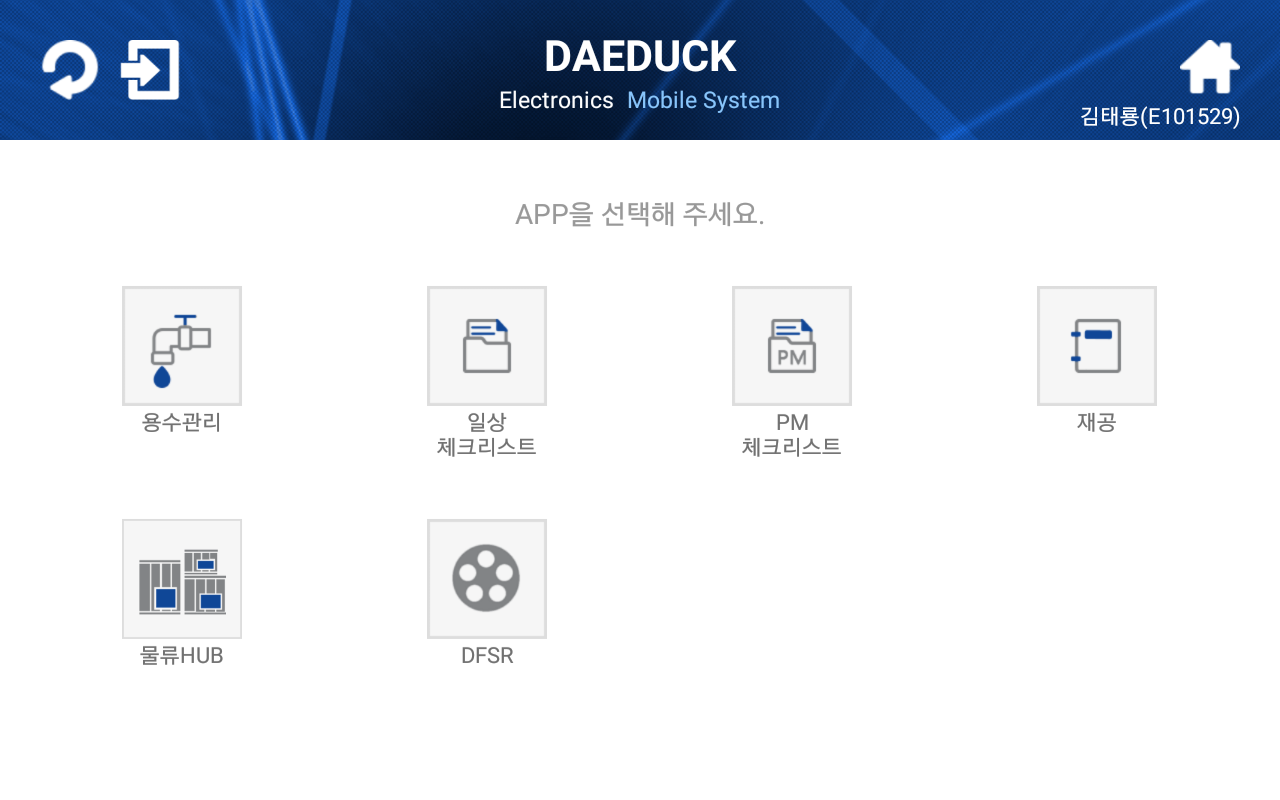 DAEDUCK
Electronics Mobile System
김태룡(E101529)
APP을 선택해 주세요.
용수관리
일상
체크리스트
PM
PM
체크리스트
재공
물류HUB
DFSR